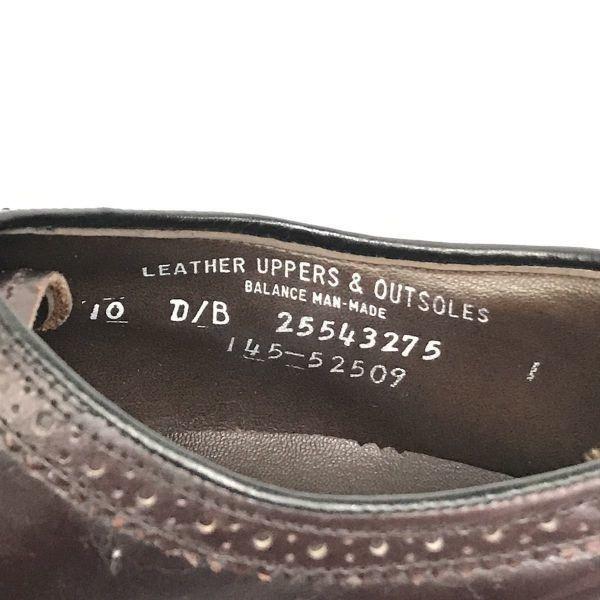 LEATHER UPPERS & OUTSOLES
BALANCE MAN-MADE
10 D/B 25543275
145-52509